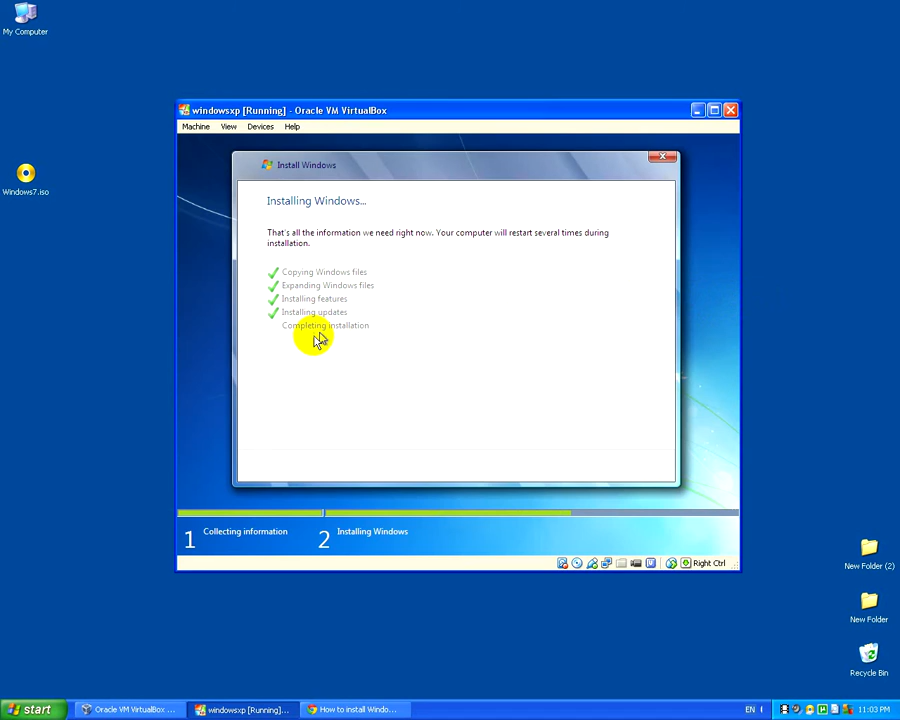 My Computer
windowsxp [Running] - Oracle VM VirtualBox
Machine View Devices Help
Install Windows
Windows7.iso
Installing Windows...
That's all the information we need right now. Your computer will restart several times during
installation.
Copying Windows files
Expanding Windows files
Installing features
Installing updates
Completing installation
1 Collecting information
2 Installing Windows
Right Ctrl
New Folder (2)
New Folder
Recycle Bin
start
Oracle VM VirtualBox ...
windowsxp [Running]...
How to install Windo...
EN
11:03 PM